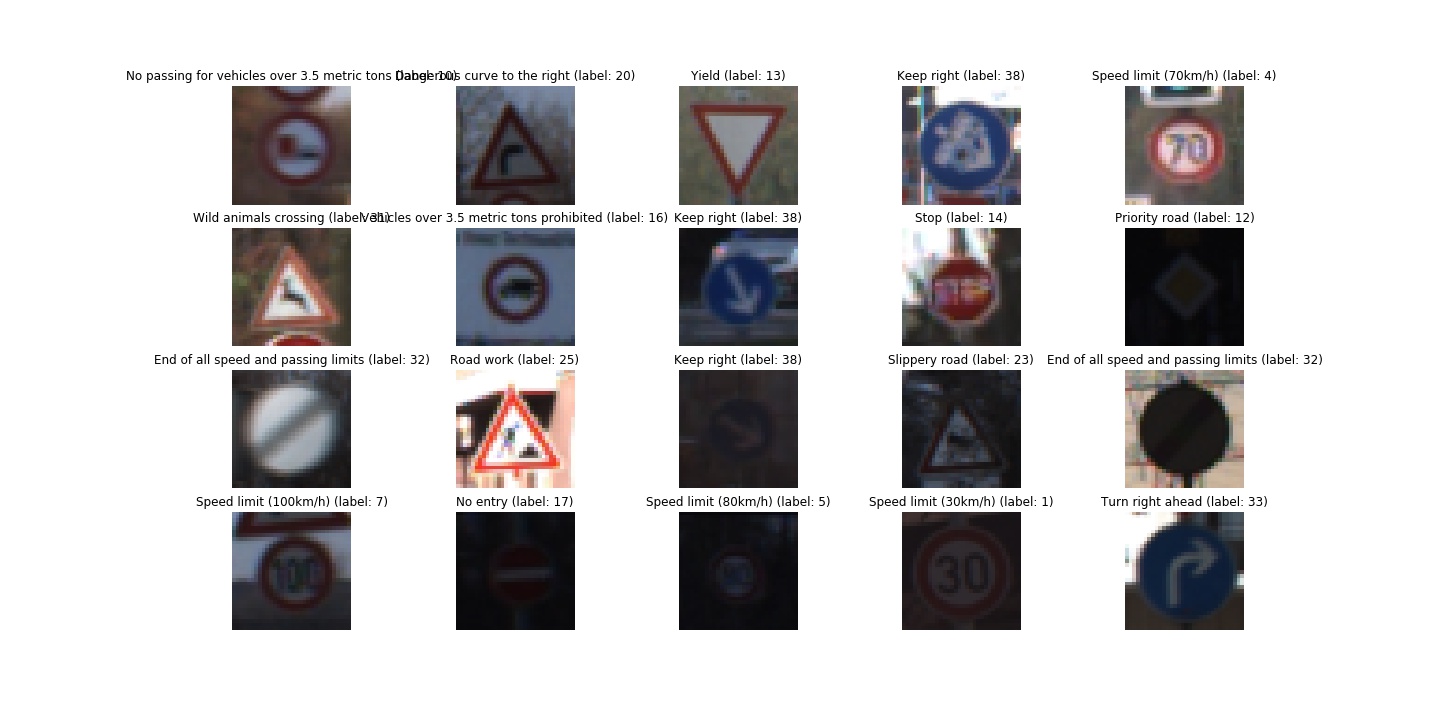 No passing for vehicles over 3.5 metric tons (label: 10)
Dangerous curve to the right (label: 20)
Yield (label: 13)
Keep right (label: 38)
Speed limit (70km/h) (label: 4)
70
Wild animals crossing (label: 31)
Vehicles over 3.5 metric tons prohibited (label: 16)
Keep right (label: 38)
Stop (label: 14)
Priority road (label: 12)
STOP
End of all speed and passing limits (label: 32)
Road work (label: 25)
Keep right (label: 38)
Slippery road (label: 23)
End of all speed and passing limits (label: 32)
Speed limit (100km/h) (label: 7)
No entry (label: 17)
Speed limit (80km/h) (label: 5)
Speed limit (30km/h) (label: 1)
Turn right ahead (label: 33)
100
80
30